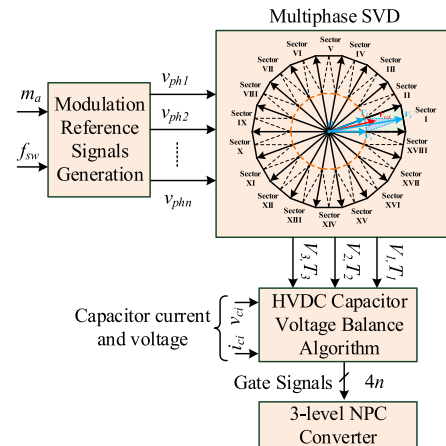 Multiphase SVD
Sector V
Sector IV
Sector III
Sector II
Sector I
Sector XVIII
Sector XVII
Sector XVI
Sector XV
Sector XIV
Sector XIII
Sector XII
Sector XI
Sector X
Sector IX
Sector VIII
Sector VII
Sector VI
m_a
f_sw
Modulation
Reference
Signals
Generation
v_ph1
v_ph2
v_phn
V_3,T_3
V_2,T_2
V_1,T_1
Capacitor current
and voltage
v_ci
i_ci
HVDC Capacitor
Voltage Balance
Algorithm
Gate Signals
4n
3-level NPC
Converter